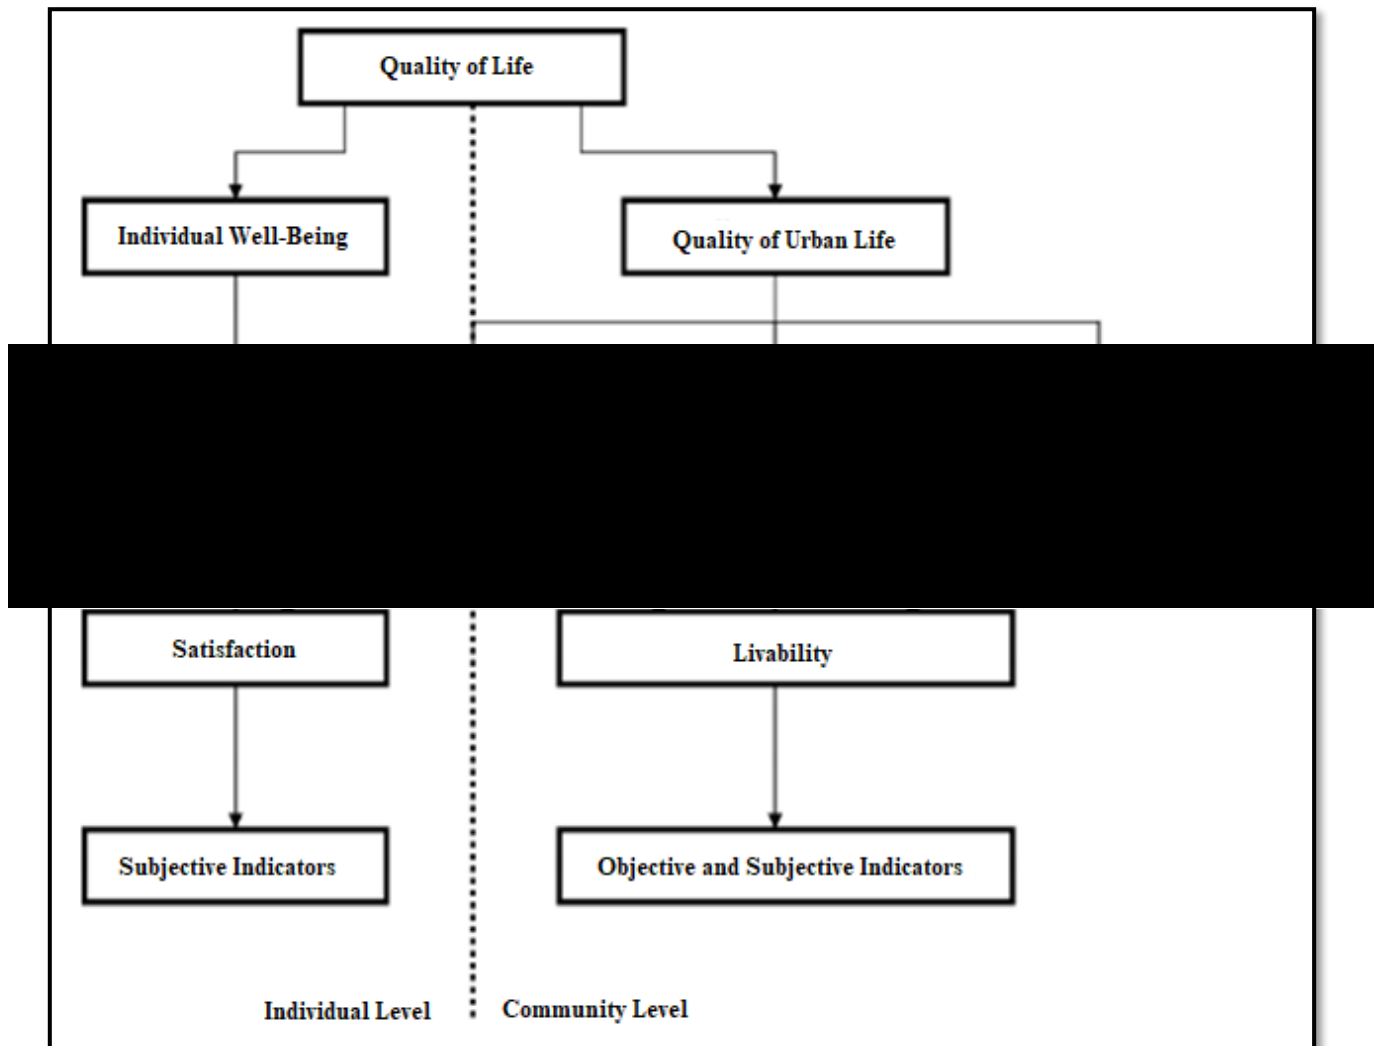 Quality of Life
Individual Well-Being
Quality of Urban Life
Satisfaction
Livability
Subjective Indicators
Objective and Subjective Indicators
Individual Level
Community Level